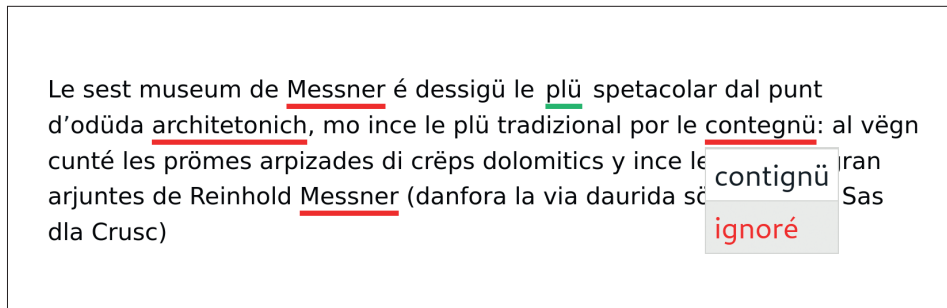 Le sest museum de Messner é dessigü le plü spetacolar dal punt
d’odüda architetonich, mo ince le plü tradizional por le contegnü: al vëgn
cunté les prömes arpizades di crëps dolomitics y ince le gran
contignü
arjuntes de Reinhold Messner (danfora la via daurida Sas
ignoré
dla Crusc)